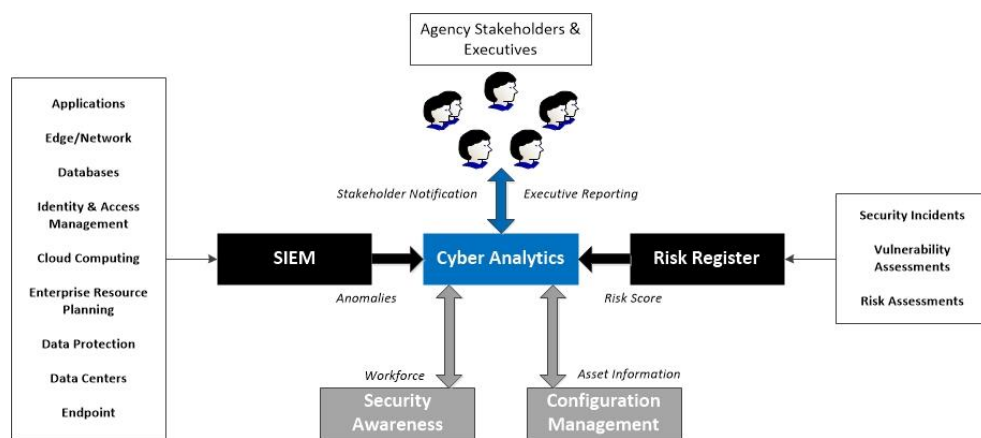 Agency Stakeholders &
Executives
Applications
Edge/Network
Databases
Identity & Access
Management
Cloud Computing
Enterprise Resource
Planning
Data Protection
Data Centers
Endpoint
Stakeholder Notification
Executive Reporting
SIEM
Cyber Analytics
Risk Register
Anomalies
Risk Score
Security Incidents
Vulnerability
Assessments
Risk Assessments
Workforce
Asset Information
Security
Awareness
Configuration
Management